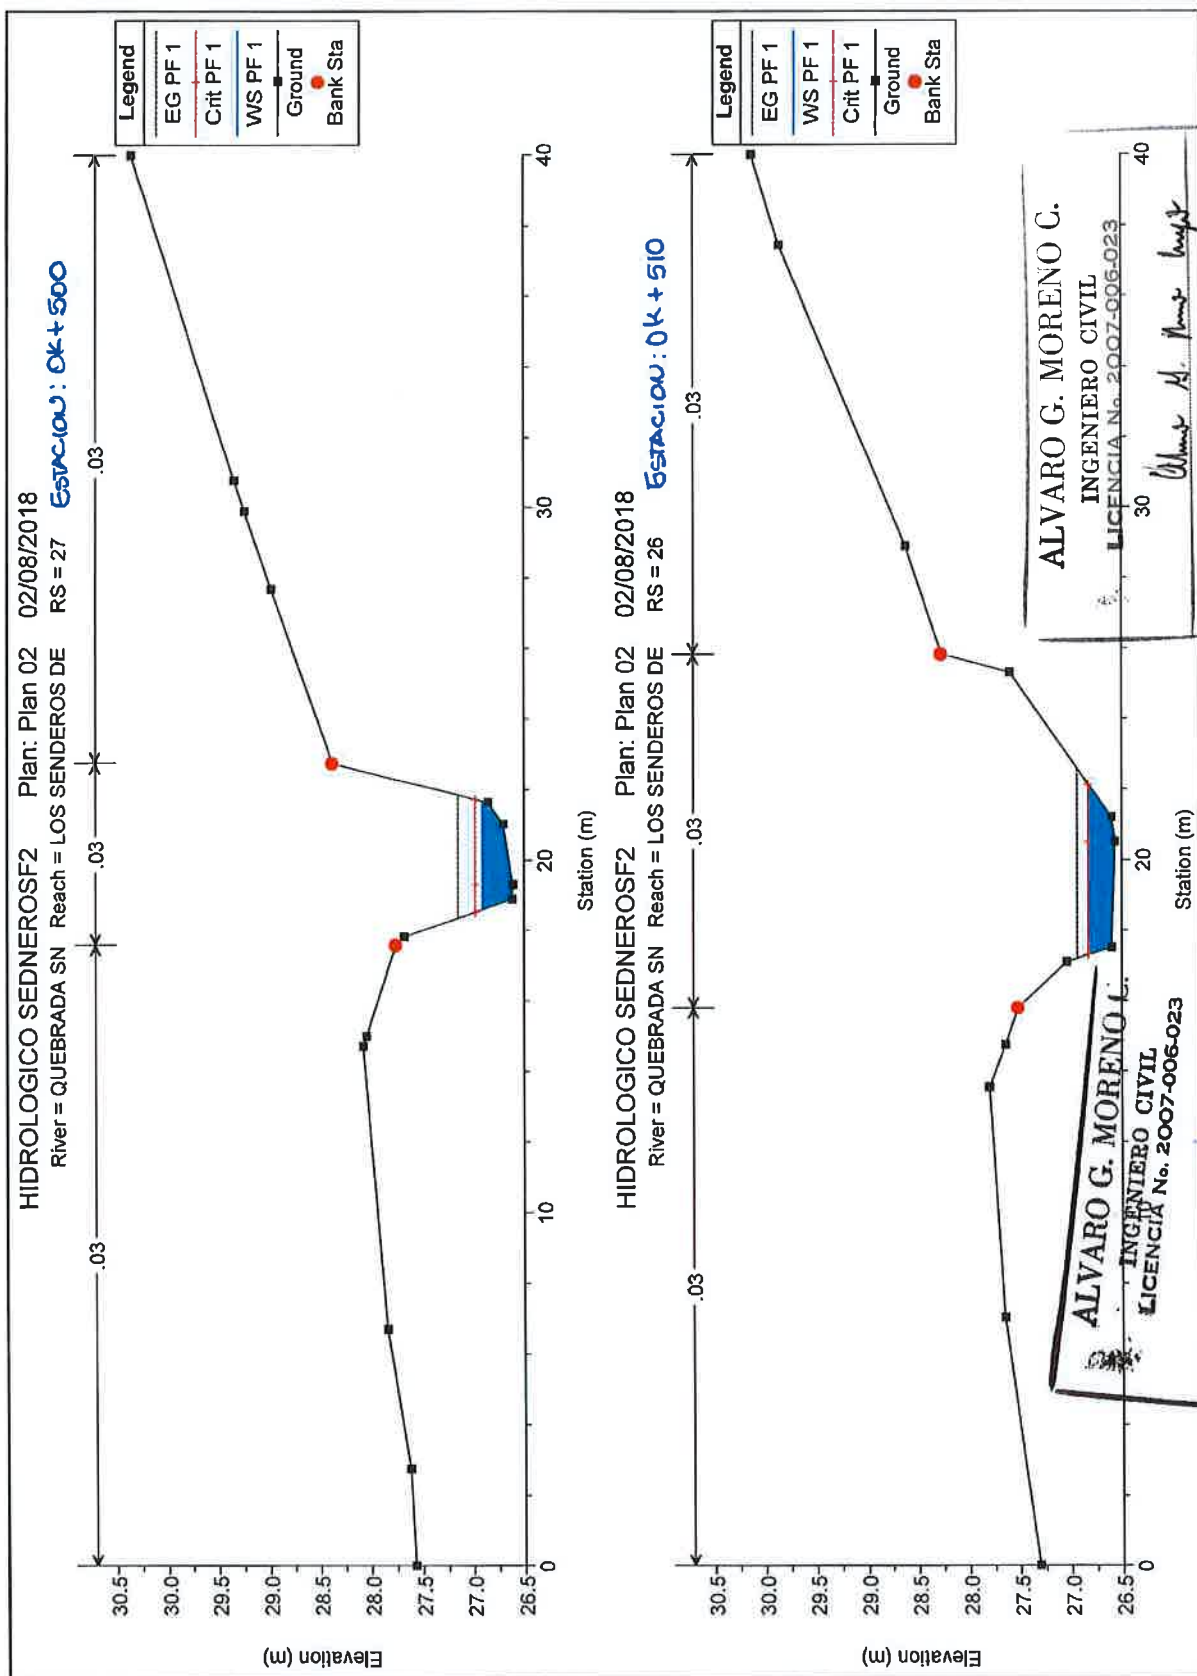 HIDROLOGICO SEDNEROSF2 Plan: Plan 02 02/08/2018
River = QUEBRADA SN Reach = LOS SENDEROS DE RS = 27 ESTACION: 0K+500
.03
.03
.03
Legend
EG PF 1
Crit PF 1
WS PF 1
Ground
Bank Sta
Elevation (m)
30.5
30.0
29.5
29.0
28.5
28.0
27.5
27.0
26.5
0
10
20
30
40
Station (m)
HIDROLOGICO SEDNEROSF2 Plan: Plan 02 02/08/2018
River = QUEBRADA SN Reach = LOS SENDEROS DE RS = 26 ESTACION: 0K+510
.03
.03
.03
Legend
EG PF 1
WS PF 1
Crit PF 1
Ground
Bank Sta
Elevation (m)
30.5
30.0
29.5
29.0
28.5
28.0
27.5
27.0
26.5
0
20
30
40
Station (m)
ALVARO G. MORENO C.
INGENIERO CIVIL
LICENCIA No. 2007-006-023
ALVARO G. MORENO C.
INGENIERO CIVIL
LICENCIA No. 2007-006-023